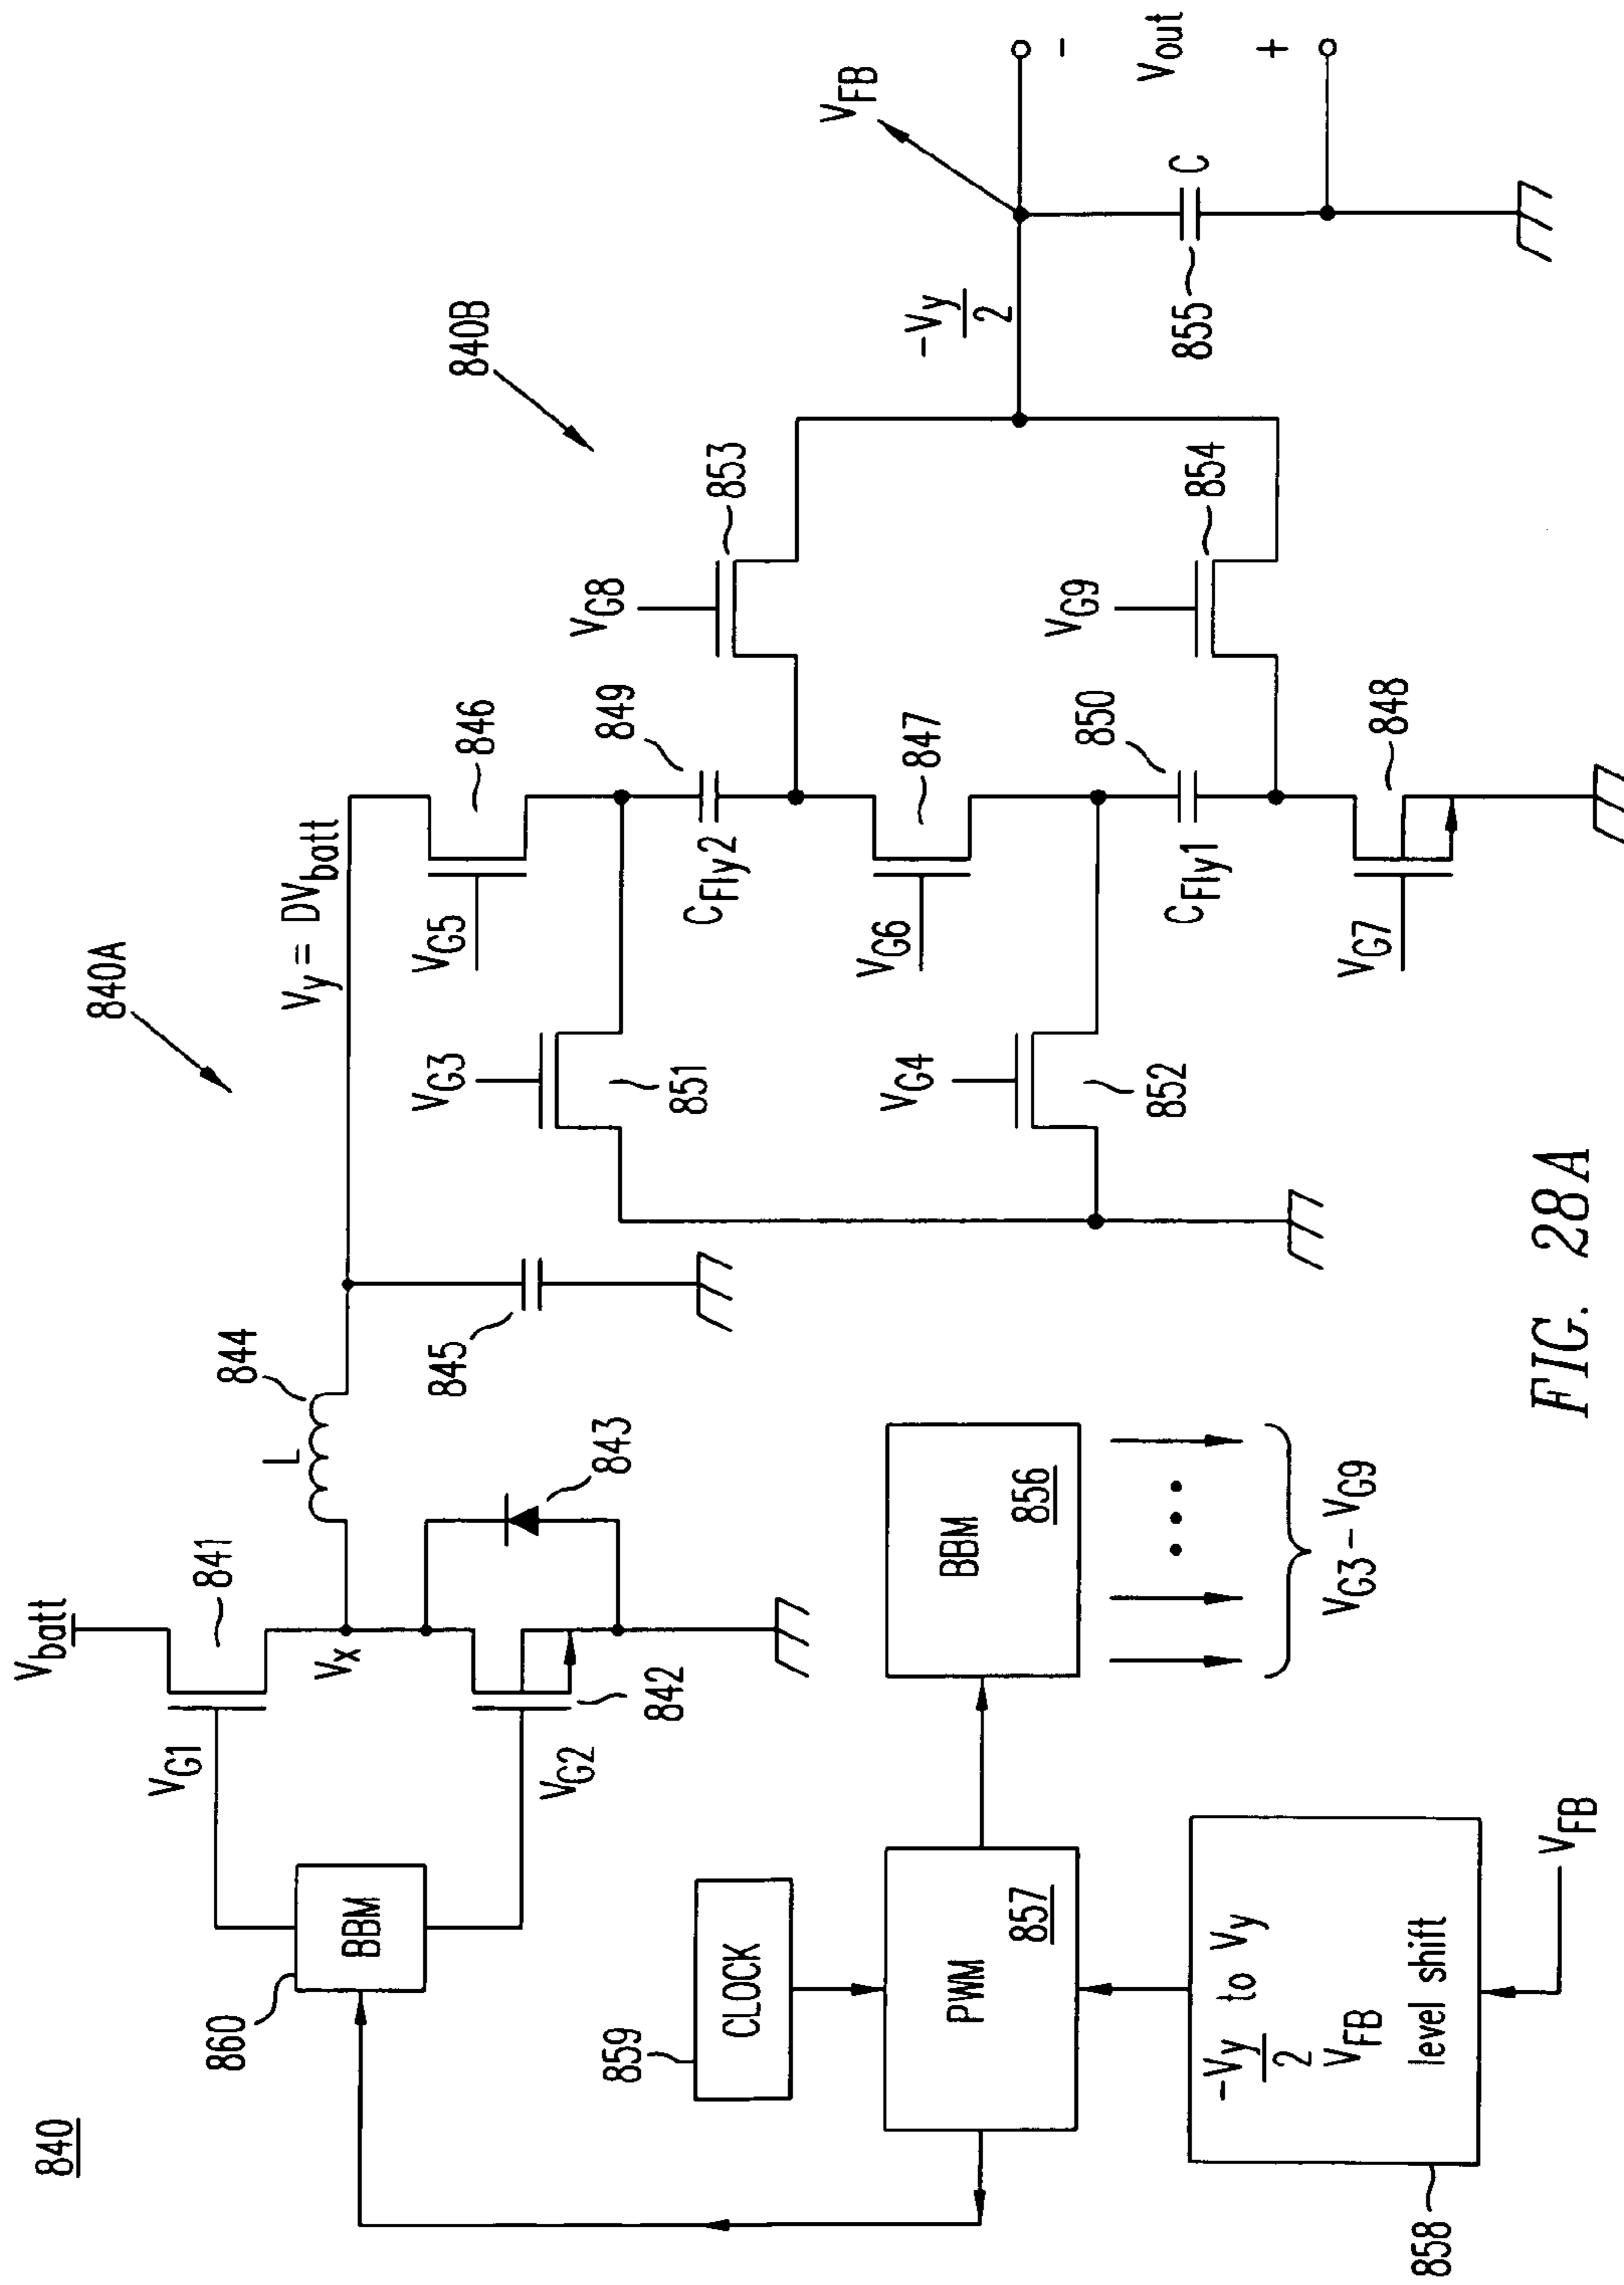 840
860
BBM
VG1
VG2
Vbatt
841
Vx
842
843
L
844
845
840A
Vy = DVbatt
VG5
846
VG3
851
CFly2
849
VG8
853
840B
VG6
847
VG4
852
CFly1
850
VG9
854
VG7
848
-Vy/2
VFB
855
C
-
Vout
+
859
CLOCK
PWM
857
BBM
856
VG3 - VG9
-Vy/2 to Vy
VFB
level shift
858
VFB
FIG. 28A